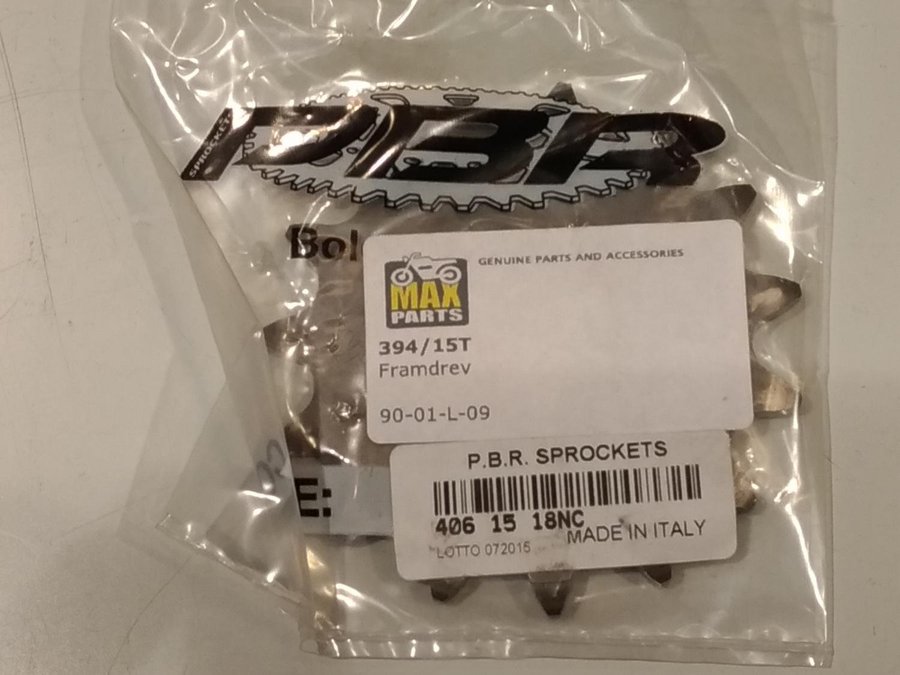 SPROCKETS
PBR
Bol
MAX
PARTS
GENUINE PARTS AND ACCESSORIES
394/15T
Framdrev
90-01-L-09
E:
P.B.R. SPROCKETS
406 15 18NC
MADE IN ITALY
LOTTO 072015